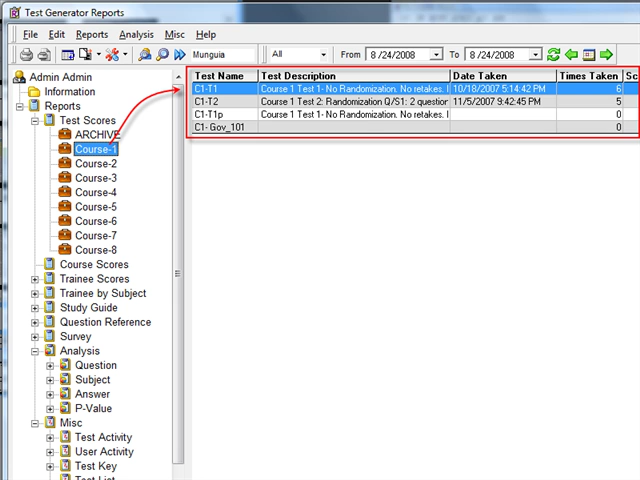 Test Generator Reports
File Edit Reports Analysis Misc Help
Munguia All From 8 /24/2008 To 8 /24/2008
Admin Admin
Information
Reports
Test Scores
ARCHIVE
Course-1
Course-2
Course-3
Course-4
Course-5
Course-6
Course-7
Course-8
Course Scores
Trainee Scores
Trainee by Subject
Study Guide
Question Reference
Survey
Analysis
Question
Subject
Answer
P-Value
Misc
Test Activity
User Activity
Test Key
Test List
Test Name Test Description Date Taken Times Taken Sc
C1-T1 Course 1 Test 1- No Randomization. No retakes. I 10/18/2007 5:14:42 PM 6
C1-T2 Course 1 Test 2: Randomization Q/S1: 2 question 11/5/2007 9:42:45 PM 5
C1-T1p Course 1 Test 1- No Randomization. No retakes. I 0
C1- Gov_101 0